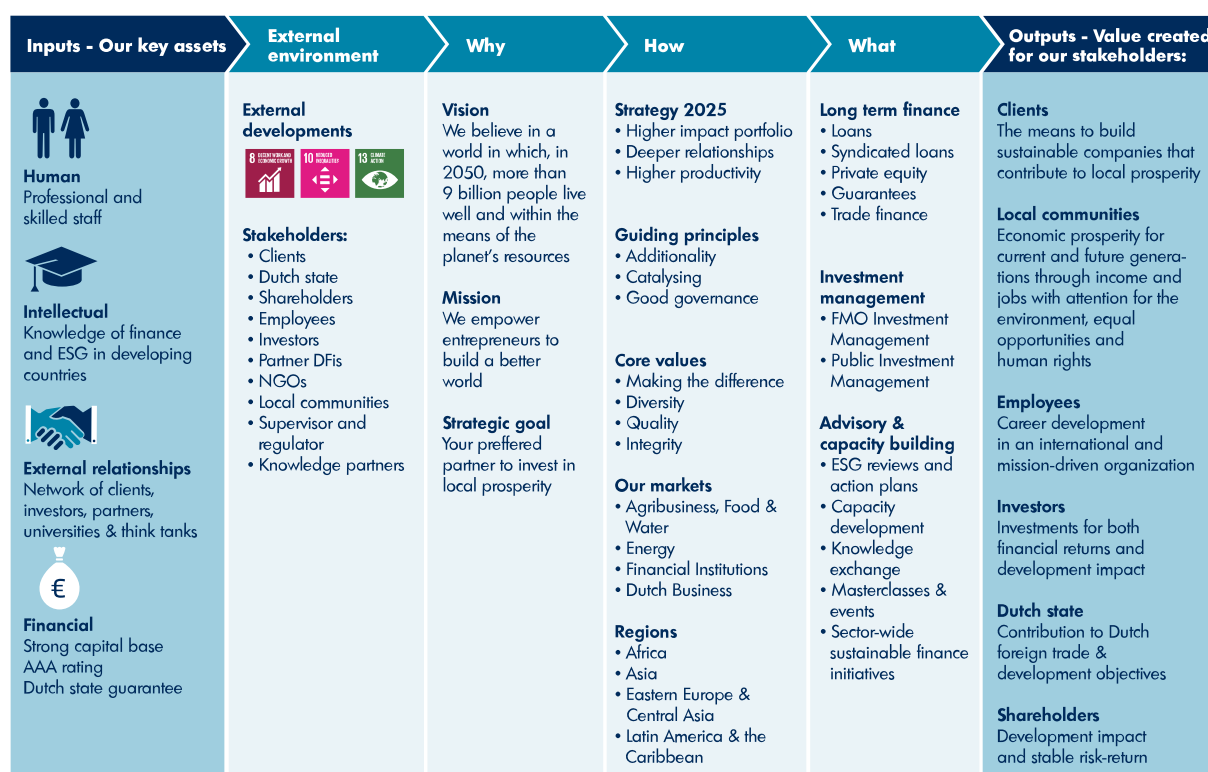 Inputs - Our key assets
Human
Professional and
skilled staff
Intellectual
Knowledge of finance
and ESG in developing
countries
External relationships
Network of clients,
investors, partners,
universities & think tanks
€
Financial
Strong capital base
AAA rating
Dutch state guarantee
External
environment
External
developments
8 DECENT WORK AND
ECONOMIC GROWTH
10 REDUCED
INEQUALITIES
13 CLIMATE
ACTION
Stakeholders:
• Clients
• Dutch state
• Shareholders
• Employees
• Investors
• Partner DFIs
• NGOs
• Local communities
• Supervisor and
regulator
• Knowledge partners
Why
Vision
We believe in a
world in which, in
2050, more than
9 billion people live
well and within the
means of the
planet’s resources
Mission
We empower
entrepreneurs to
build a better
world
Strategic goal
Your preffered
partner to invest in
local prosperity
How
Strategy 2025
• Higher impact portfolio
• Deeper relationships
• Higher productivity
Guiding principles
• Additionality
• Catalysing
• Good governance
Core values
• Making the difference
• Diversity
• Quality
• Integrity
Our markets
• Agribusiness, Food &
Water
• Energy
• Financial Institutions
• Dutch Business
Regions
• Africa
• Asia
• Eastern Europe &
Central Asia
• Latin America & the
Caribbean
What
Long term finance
• Loans
• Syndicated loans
• Private equity
• Guarantees
• Trade finance
Investment
management
• FMO Investment
Management
• Public Investment
Management
Advisory &
capacity building
• ESG reviews and
action plans
• Capacity
development
• Knowledge
exchange
• Masterclasses &
events
• Sector-wide
sustainable finance
initiatives
Outputs - Value created
for our stakeholders:
Clients
The means to build
sustainable companies that
contribute to local prosperity
Local communities
Economic prosperity for
current and future genera-
tions through income and
jobs with attention for the
environment, equal
opportunities and
human rights
Employees
Career development
in an international and
mission-driven organization
Investors
Investments for both
financial returns and
development impact
Dutch state
Contribution to Dutch
foreign trade &
development objectives
Shareholders
Development impact
and stable risk-return